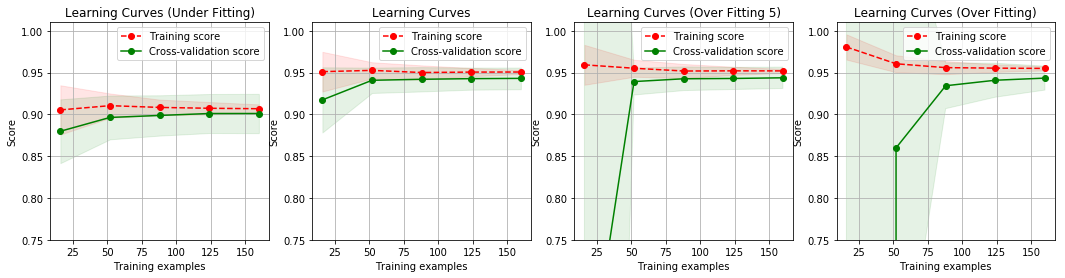 Learning Curves (Under Fitting)
Training score
Cross-validation score
Score
1.00
0.95
0.90
0.85
0.80
0.75
25 50 75 100 125 150
Training examples
Learning Curves
Training score
Cross-validation score
Score
1.00
0.95
0.90
0.85
0.80
0.75
25 50 75 100 125 150
Training examples
Learning Curves (Over Fitting 5)
Training score
Cross-validation score
Score
1.00
0.95
0.90
0.85
0.80
0.75
25 50 75 100 125 150
Training examples
Learning Curves (Over Fitting)
Training score
Cross-validation score
Score
1.00
0.95
0.90
0.85
0.80
0.75
25 50 75 100 125 150
Training examples